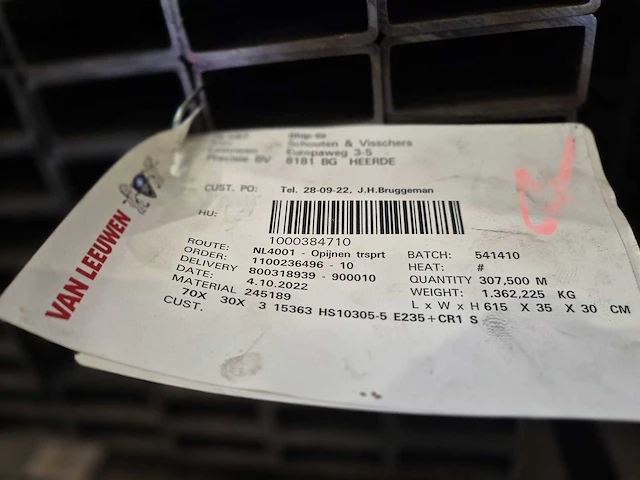 VAN LEEUWEN
Ship to
Schouten & Visschers
Europaweg 3-5
Precisie BV 8181 BG HEERDE
CUST. PO: Tel. 28-09-22, J.H.Bruggeman
HU:
1000384710
ROUTE: NL4001 - Opijnen trsprt
ORDER: 1100236496 - 10
DELIVERY 800318939 - 900010
DATE: 4.10.2022
MATERIAL 245189
BATCH: 541410
HEAT: #
QUANTITY 307,500 M
WEIGHT: 1.362,225 KG
L x W x H 615 X 35 X 30 CM
70X 30X 3 15363 HS10305-5 E235+CR1 S
CUST.